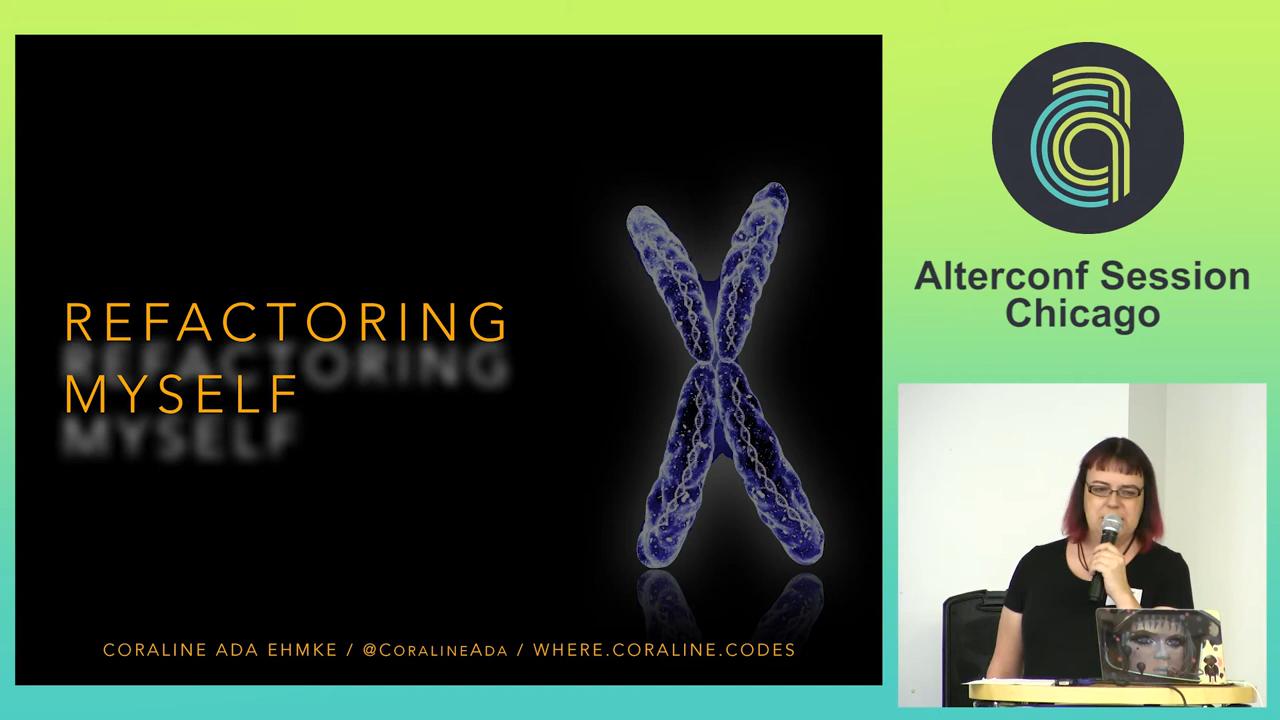 REFACTORING
MYSELF
CORALINE ADA EHMKE / @CORALINEADA / WHERE.CORALINE.CODES
Alterconf Session
Chicago